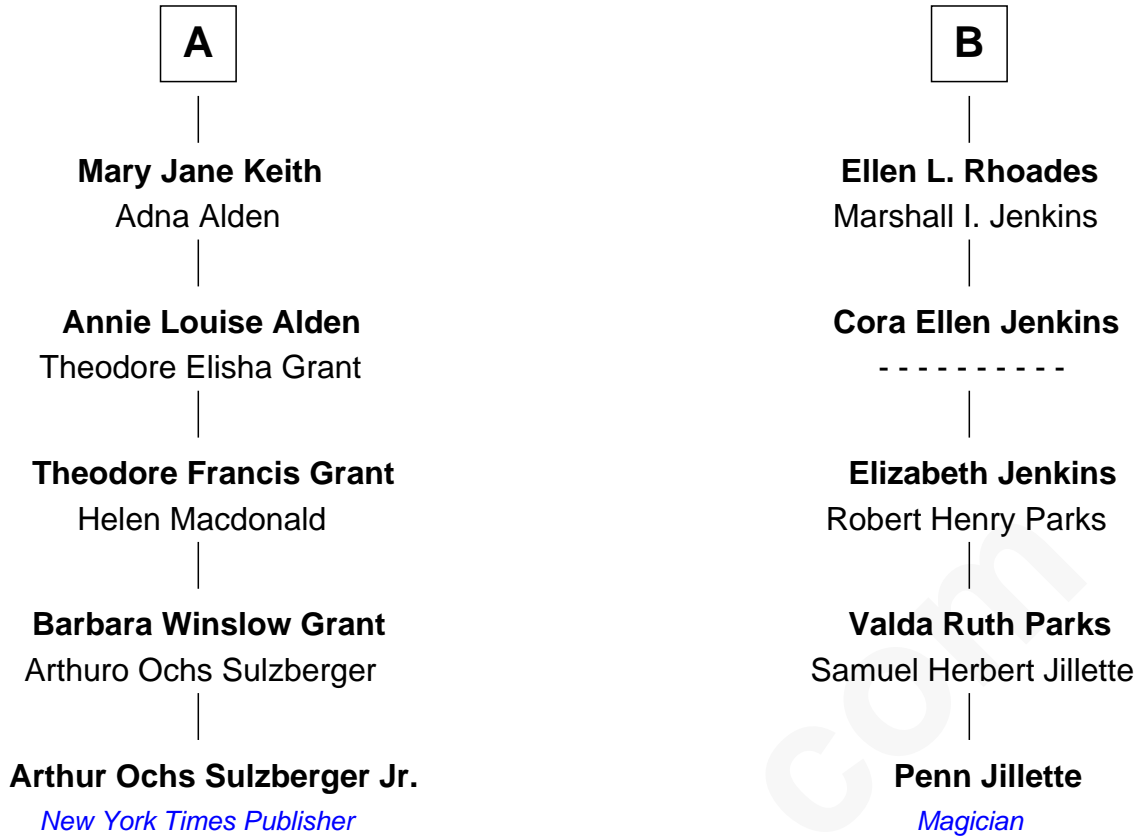 A
Mary Jane Keith
Adna Alden
Annie Louise Alden
Theodore Elisha Grant
Theodore Francis Grant
Helen Macdonald
Barbara Winslow Grant
Arthuro Ochs Sulzberger
Arthur Ochs Sulzberger Jr.
New York Times Publisher
B
Ellen L. Rhoades
Marshall I. Jenkins
Cora Ellen Jenkins
- - - - - - - - - -
Elizabeth Jenkins
Robert Henry Parks
Valda Ruth Parks
Samuel Herbert Jillette
Penn Jillette
Magician
com